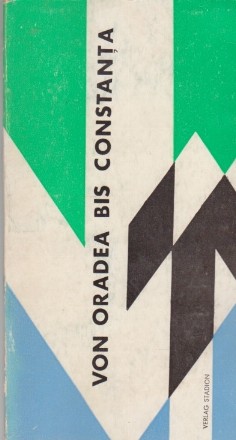 VON ORADEA BIS CONSTANȚA
VERLAG STADION